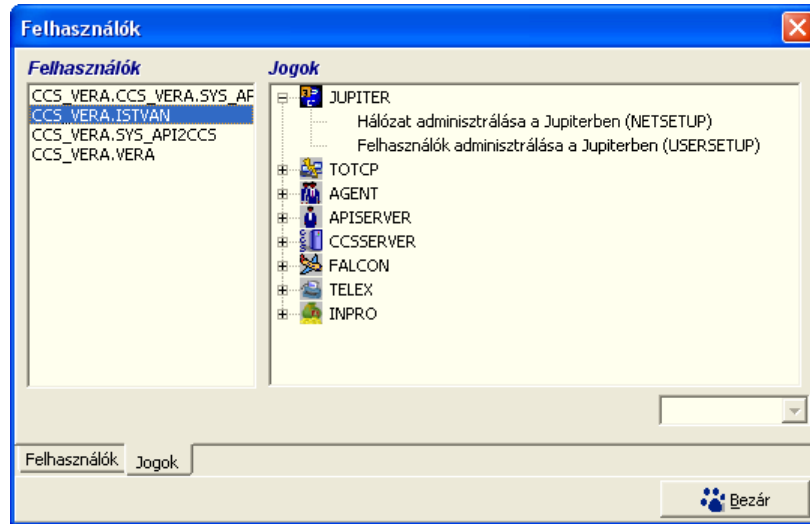 Felhasználók
Felhasználók
CCS_VERA.CCS_VERA.SYS_AF
CCS_VERA.ISTVAN
CCS_VERA.SYS_API2CCS
CCS_VERA.VERA
Jogok
JUPITER
Hálózat adminisztrálása a Jupiterben (NETSETUP)
Felhasználók adminisztrálása a Jupiterben (USERSETUP)
TOTCP
AGENT
APISERVER
CCSSERVER
FALCON
TELEX
INPRO
Felhasználók Jogok
Bezár